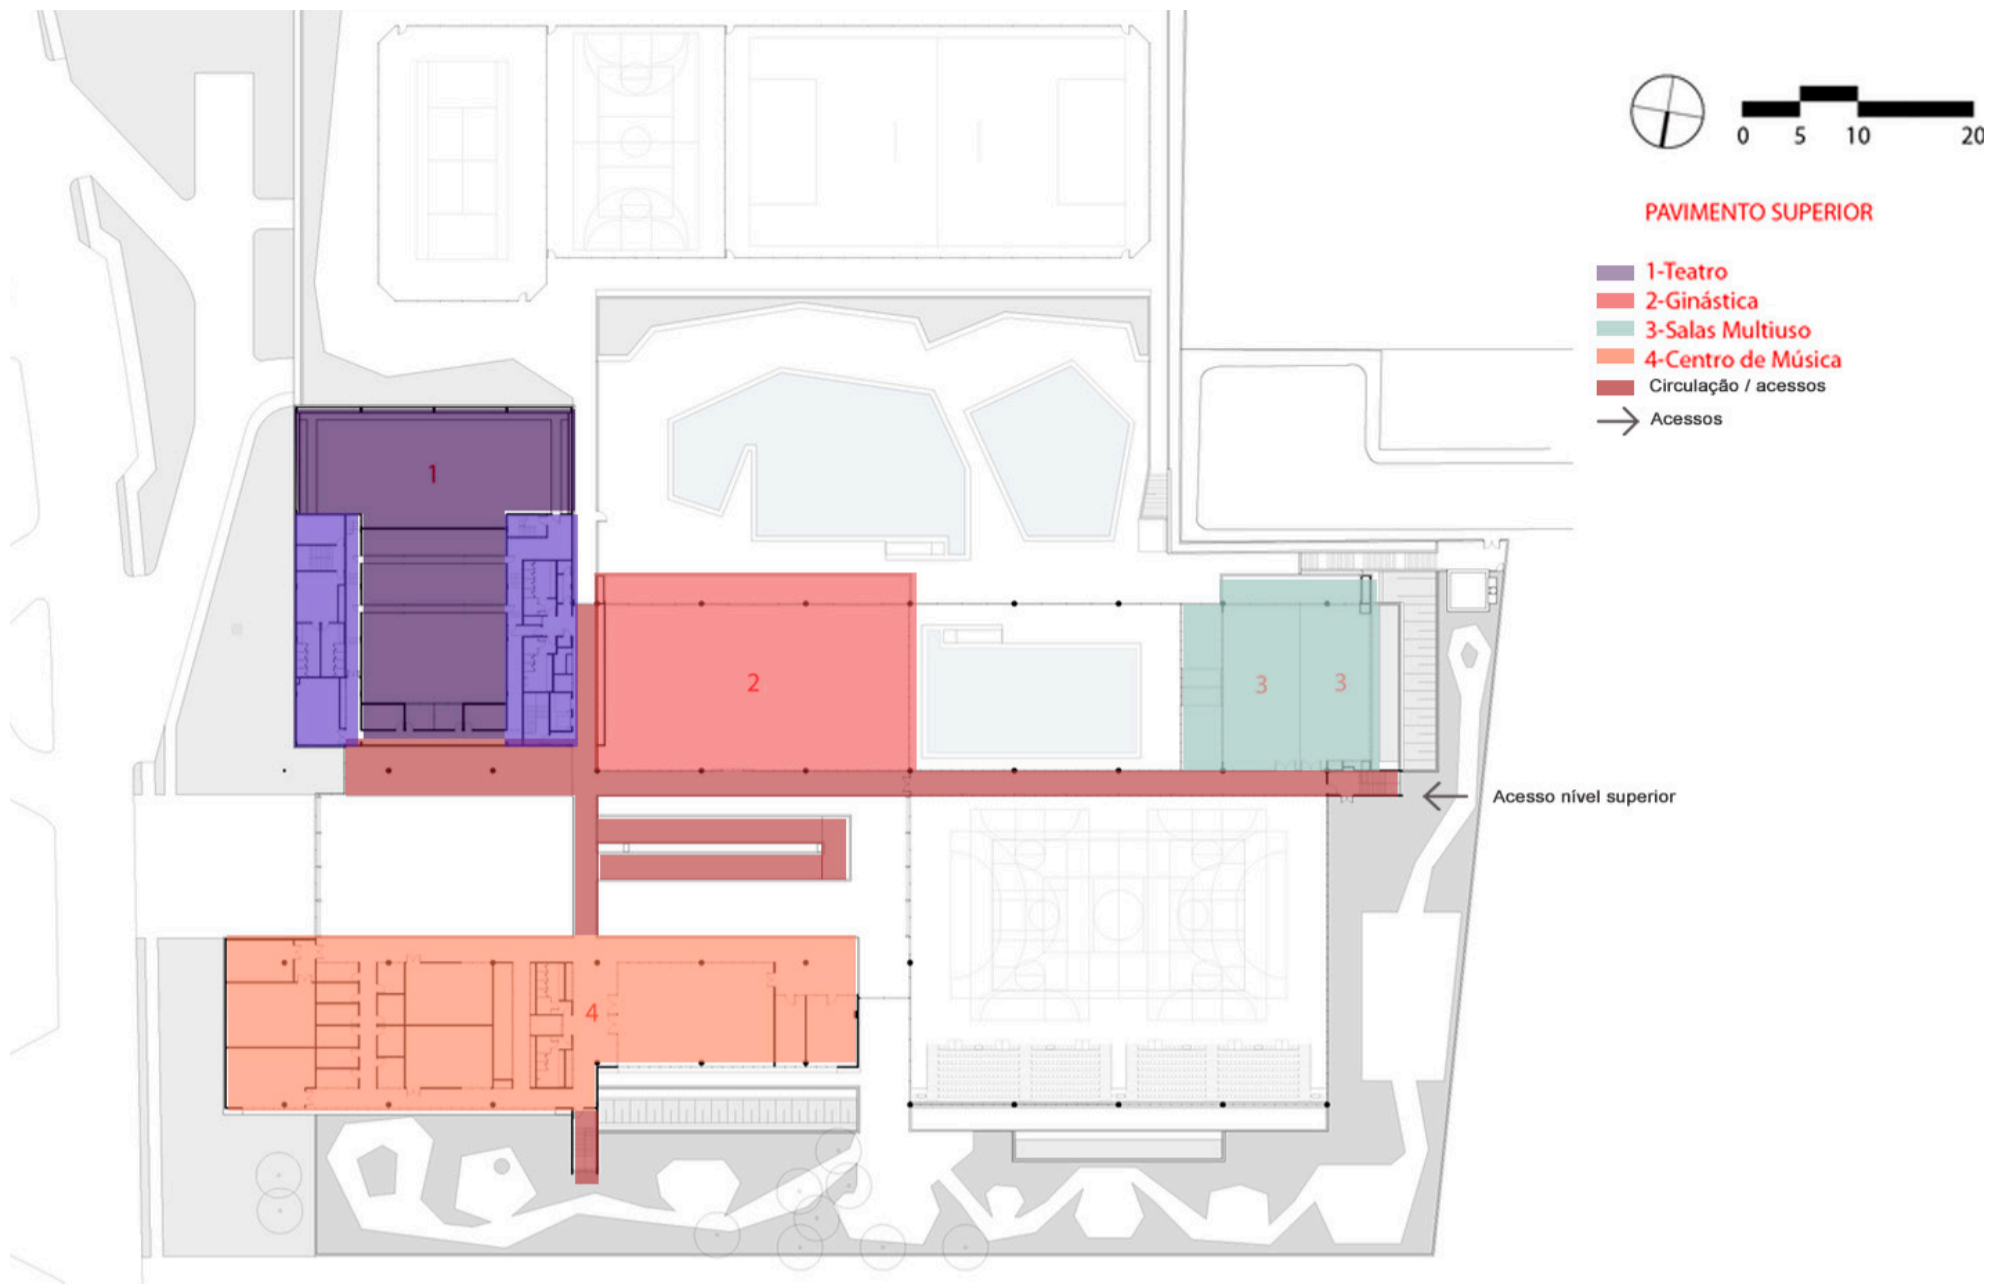 0 5 10 20
PAVIMENTO SUPERIOR
1-Teatro
2-Ginástica
3-Salas Multiuso
4-Centro de Música
Circulação / acessos
Acessos
1
2
3 3
Acesso nível superior
4